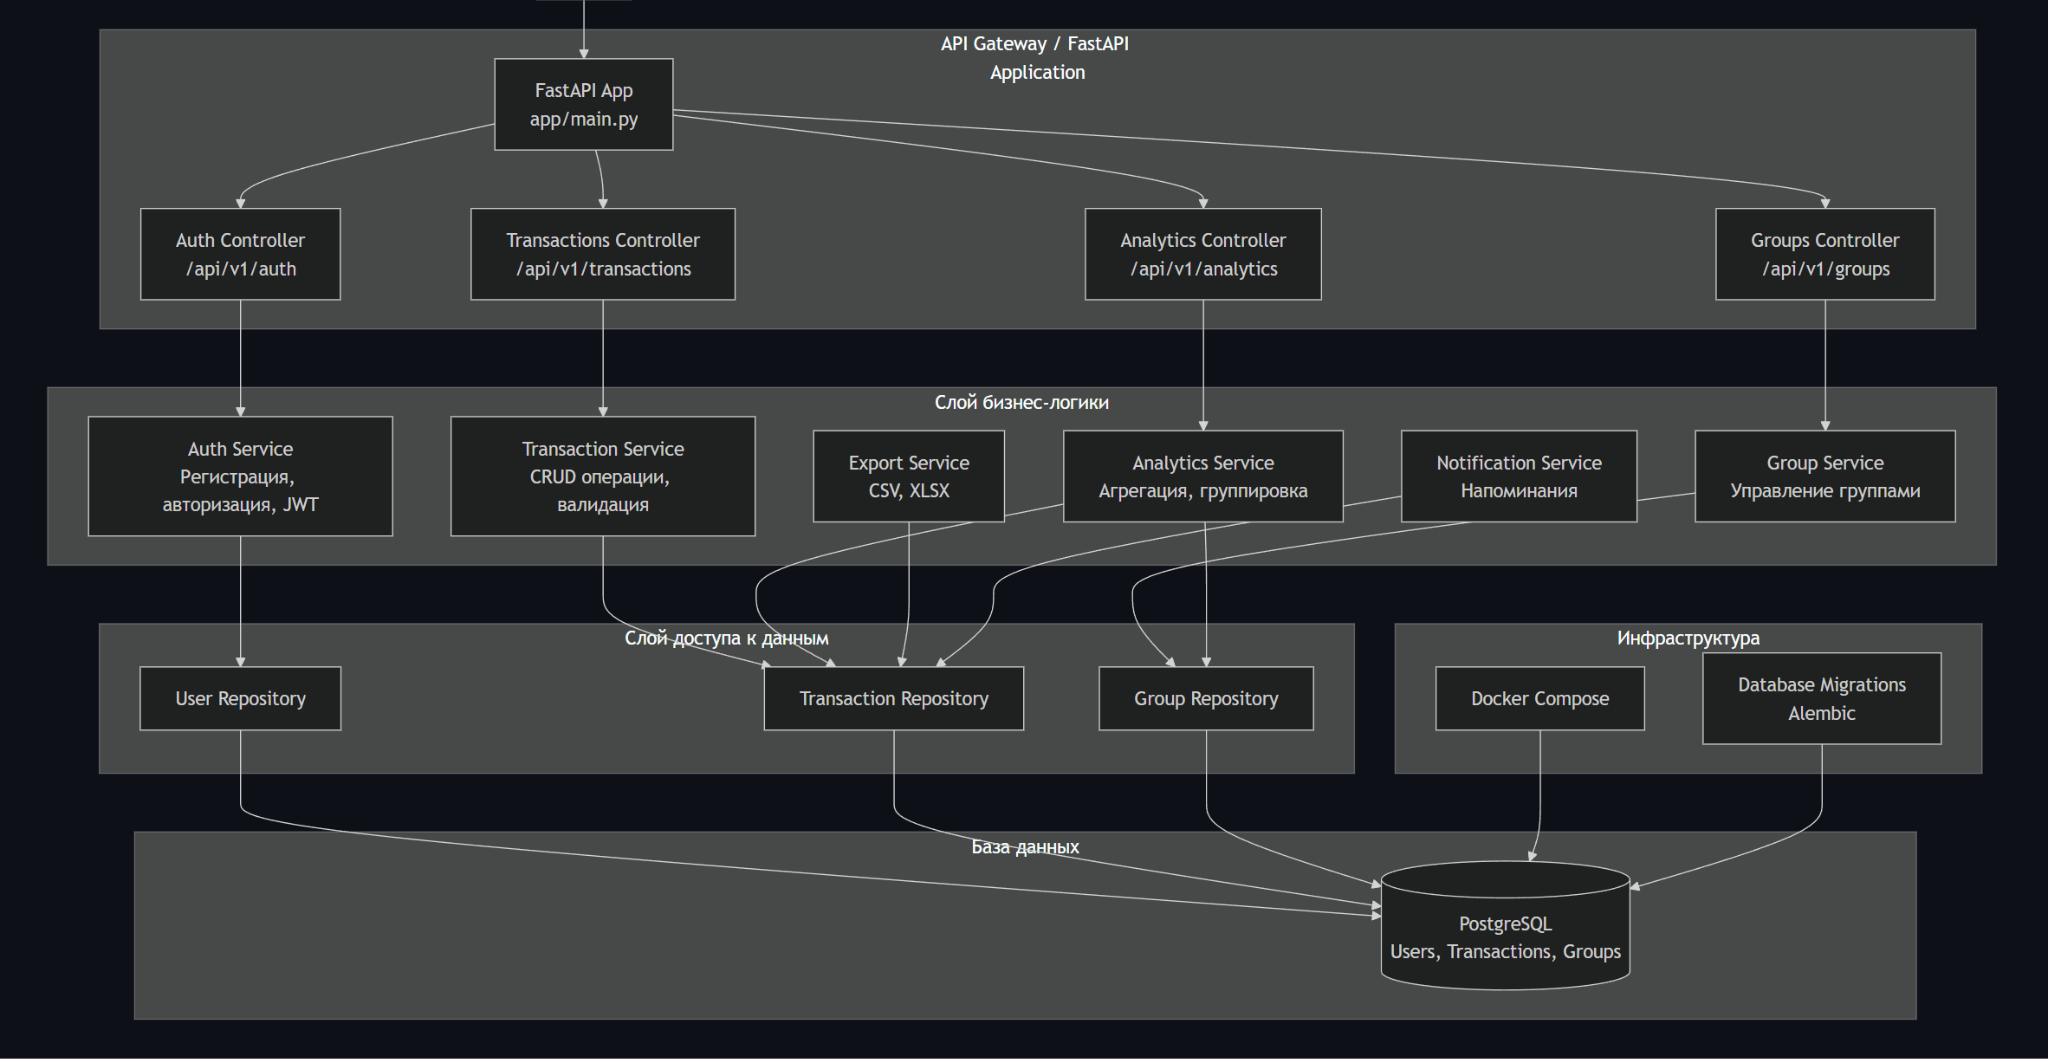 API Gateway / FastAPI
Application
FastAPI App
app/main.py
Auth Controller
/api/v1/auth
Transactions Controller
/api/v1/transactions
Analytics Controller
/api/v1/analytics
Groups Controller
/api/v1/groups
Слой бизнес-логики
Auth Service
Регистрация,
авторизация, JWT
Transaction Service
CRUD операции,
валидация
Export Service
CSV, XLSX
Analytics Service
Агрегация, группировка
Notification Service
Напоминания
Group Service
Управление группами
Слой доступа к данным
User Repository
Transaction Repository
Group Repository
Инфраструктура
Docker Compose
Database Migrations
Alembic
База данных
PostgreSQL
Users, Transactions, Groups